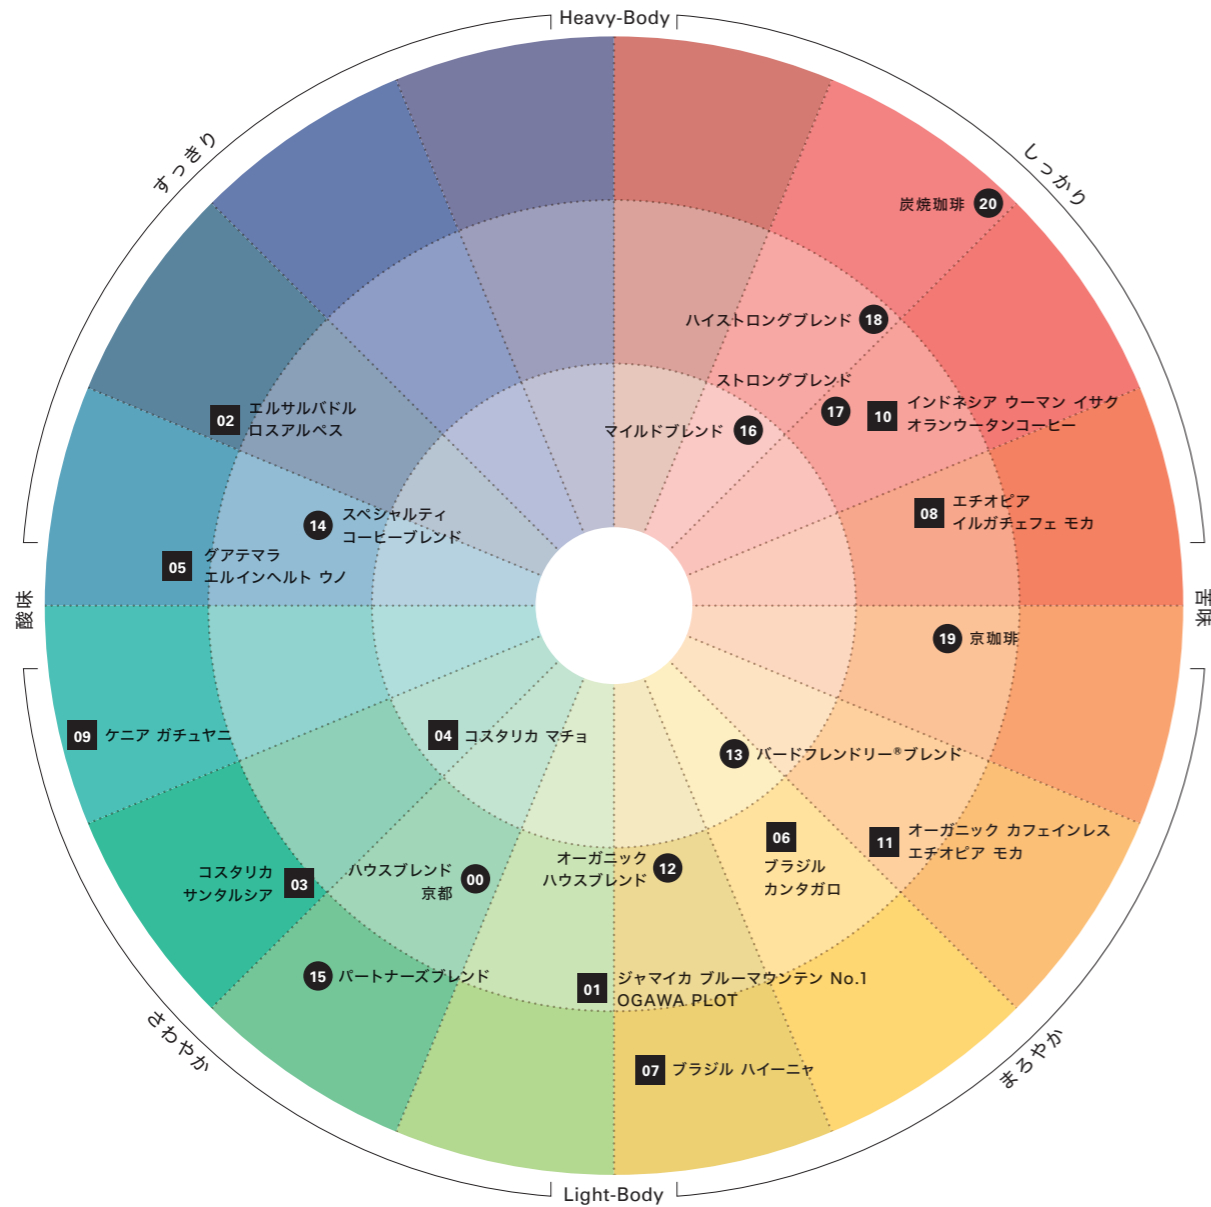 Heavy-Body
すっきり
しっかり
炭焼珈琲 20
ハイストロングブレンド 18
ストロングブレンド
17
マイルドブレンド 16
10 インドネシア ウーマン イサク
オランウータンコーヒー
02 エルサルバドル
ロスアルペス
08 エチオピア
イルガチェフェ モカ
14 スペシャルティ
コーヒーブレンド
05 グアテマラ
エルインヘルト ウノ
酸味
苦味
19 京珈琲
09 ケニア ガチュヤニ
04 コスタリカ マチョ
13 バードフレンドリー®ブレンド
06
ブラジル
カンタガロ
11 オーガニック カフェインレス
エチオピア モカ
コスタリカ
サンタルシア 03
ハウスブレンド
京都 00
オーガニック
ハウスブレンド 12
15 パートナーズブレンド
01 ジャマイカ ブルーマウンテン No.1
OGAWA PLOT
07 ブラジル ハイーニャ
さわやか
まろやか
Light-Body